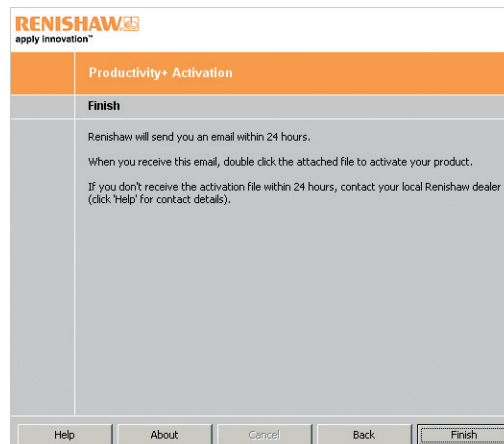 RENISHAW
apply innovation™
Productivity+ Activation
Finish
Renishaw will send you an email within 24 hours.
When you receive this email, double click the attached file to activate your product.
If you don't receive the activation file within 24 hours, contact your local Renishaw dealer
(click 'Help' for contact details).
Help
About
Cancel
Back
Finish